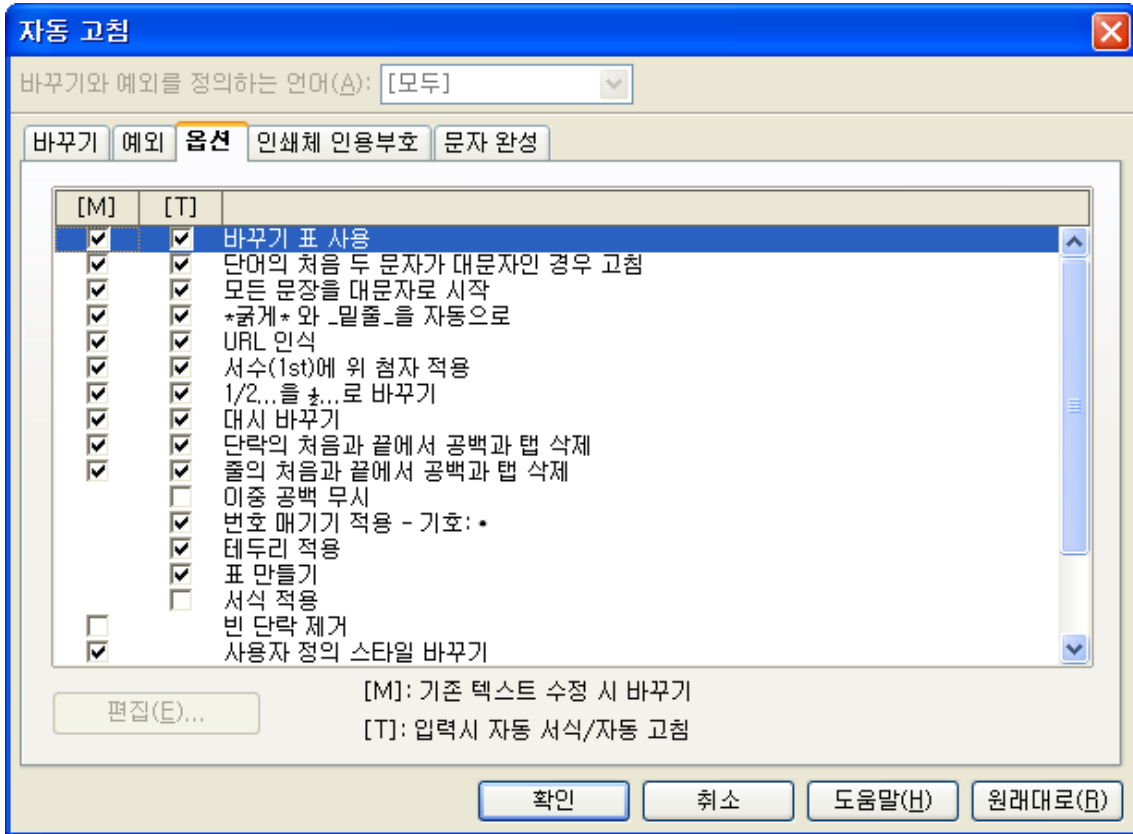 자동 고침
바꾸기와 예외를 정의하는 언어(A): [모두]
바꾸기 예외 옵션 인쇄체 인용부호 문자 완성
[M] [T]
바꾸기 표 사용
단어의 처음 두 문자가 대문자인 경우 고침
모든 문장을 대문자로 시작
*굵게* 와 _밑줄_을 자동으로
URL 인식
서수(1st)에 위 첨자 적용
1/2...을 ½...로 바꾸기
대시 바꾸기
단락의 처음과 끝에서 공백과 탭 삭제
줄의 처음과 끝에서 공백과 탭 삭제
이중 공백 무시
번호 매기기 적용 - 기호: •
테두리 적용
표 만들기
서식 적용
빈 단락 제거
사용자 정의 스타일 바꾸기
편집(E)...
[M]: 기존 텍스트 수정 시 바꾸기
[T]: 입력시 자동 서식/자동 고침
확인 취소 도움말(H) 원래대로(R)